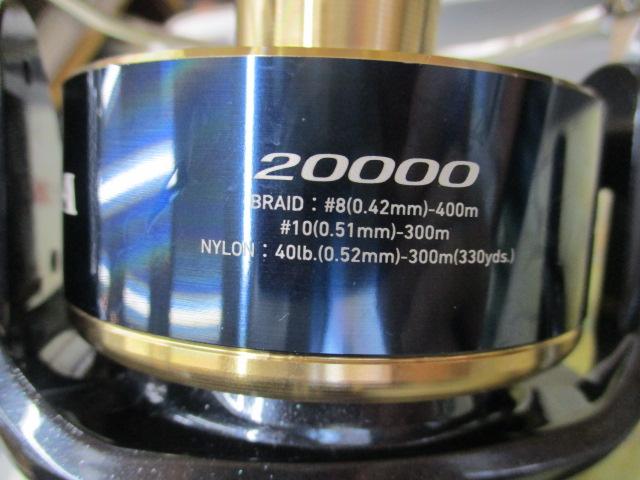 20000
BRAID : #8(0.42mm)-400m
#10(0.51mm)-300m
NYLON : 40lb.(0.52mm)-300m(330yds.)